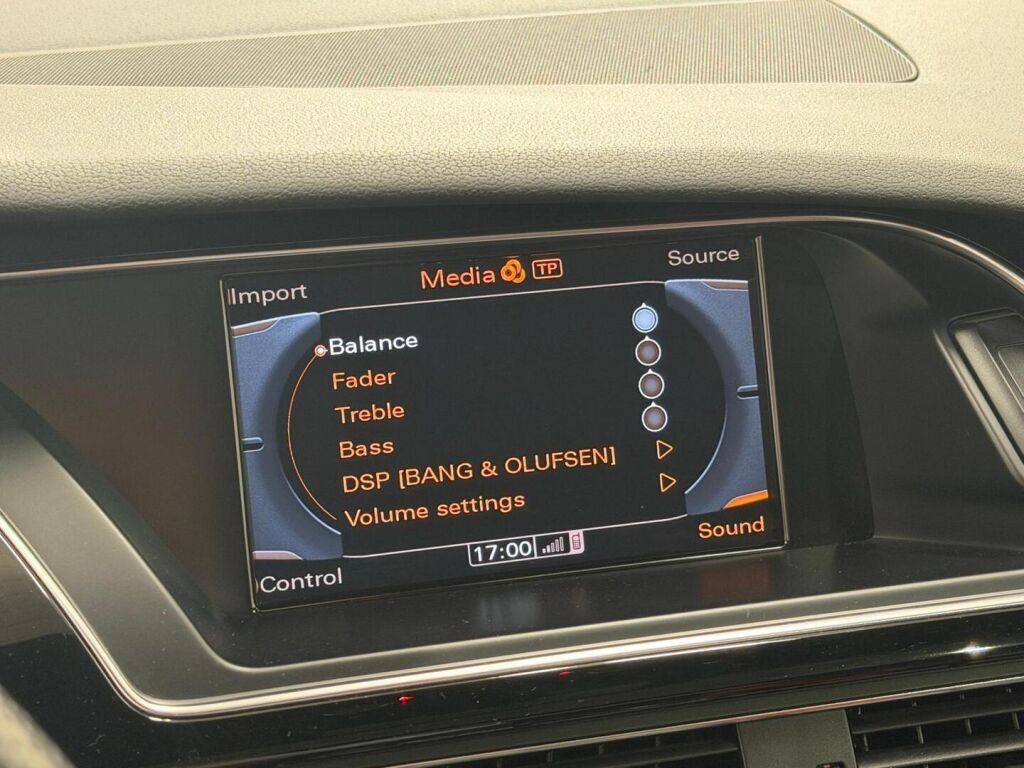 Source
Media TP
Import
Balance
Fader
Treble
Bass
DSP [BANG & OLUFSEN]
Volume settings
Sound
17:00
Control